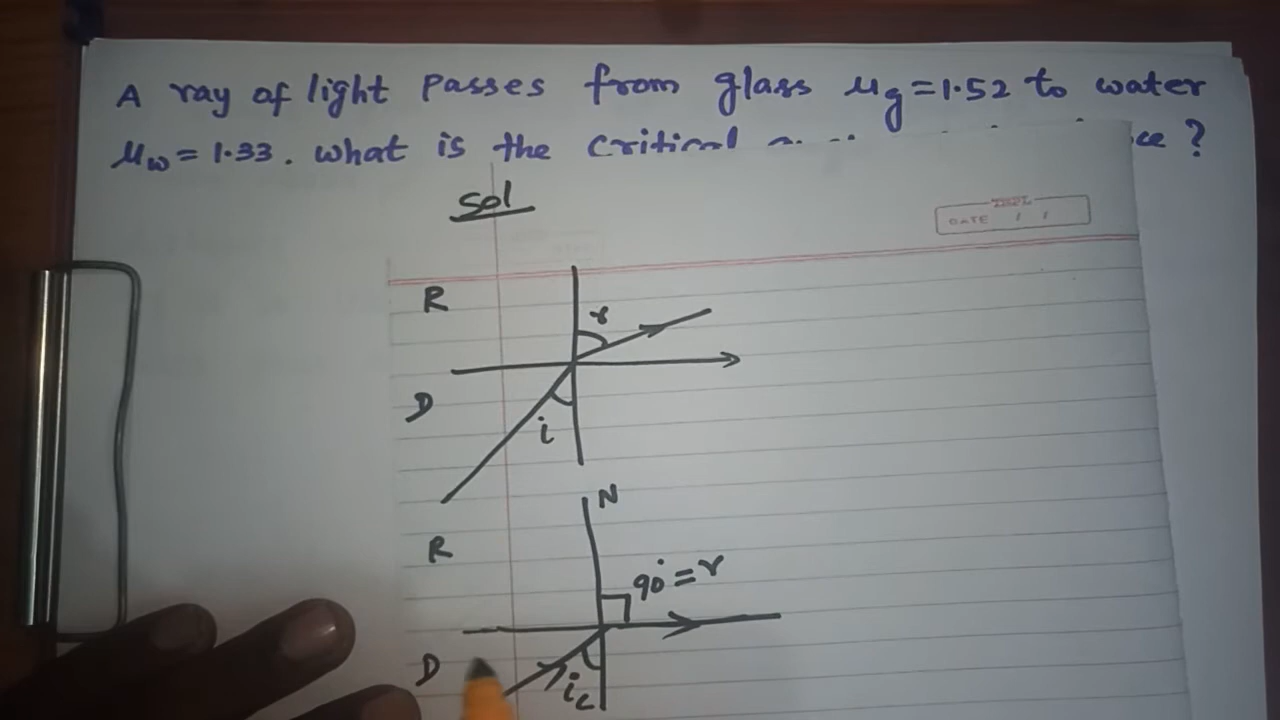 A ray of light passes from glass μg = 1.52 to water
μw = 1.33. what is the critical ?
Sol
DATE / /
R
r
D
i
N
R
90° = r
D
ic